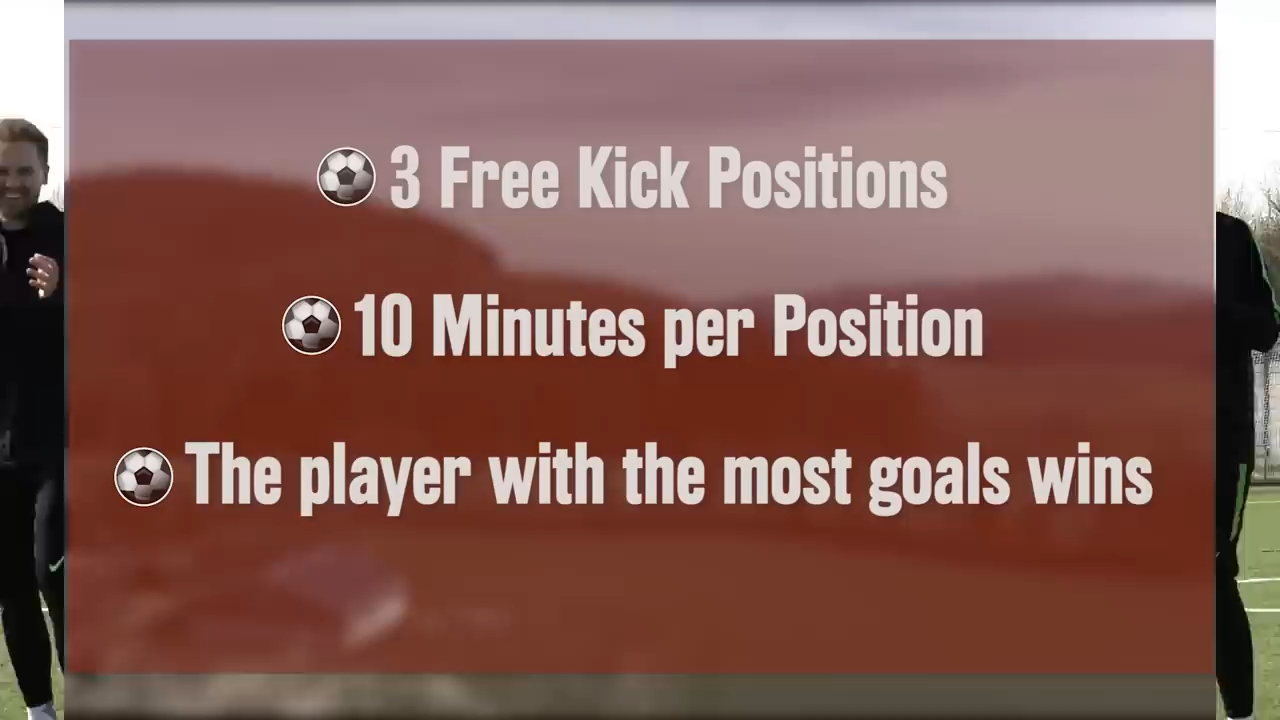 3 Free Kick Positions
10 Minutes per Position
The player with the most goals wins